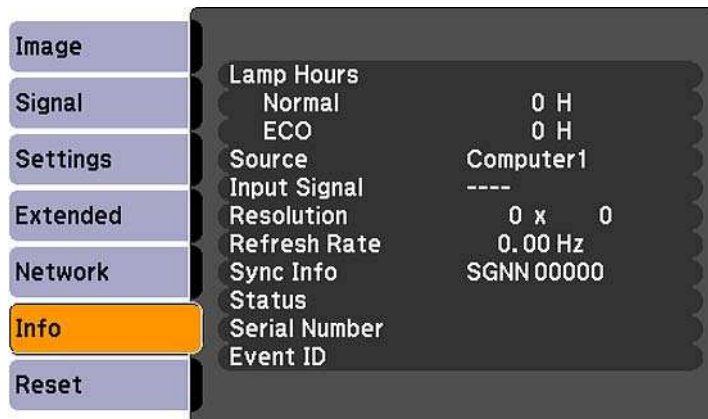 Image
Signal
Settings
Extended
Network
Info
Reset
Lamp Hours
Normal 0 H
ECO 0 H
Source Computer1
Input Signal ----
Resolution 0 x 0
Refresh Rate 0.00 Hz
Sync Info SGNN 00000
Status
Serial Number
Event ID